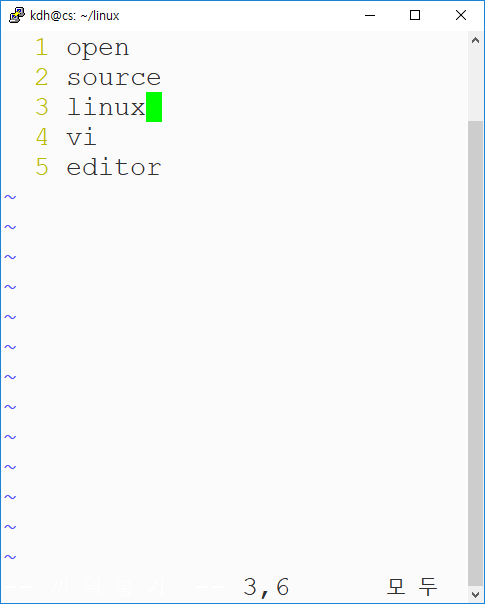 kdh@cs: ~/linux
1 open
2 source
3 linux
4 vi
5 editor
~
~
~
~
~
~
~
~
~
~
~
~
~
3,6 모두